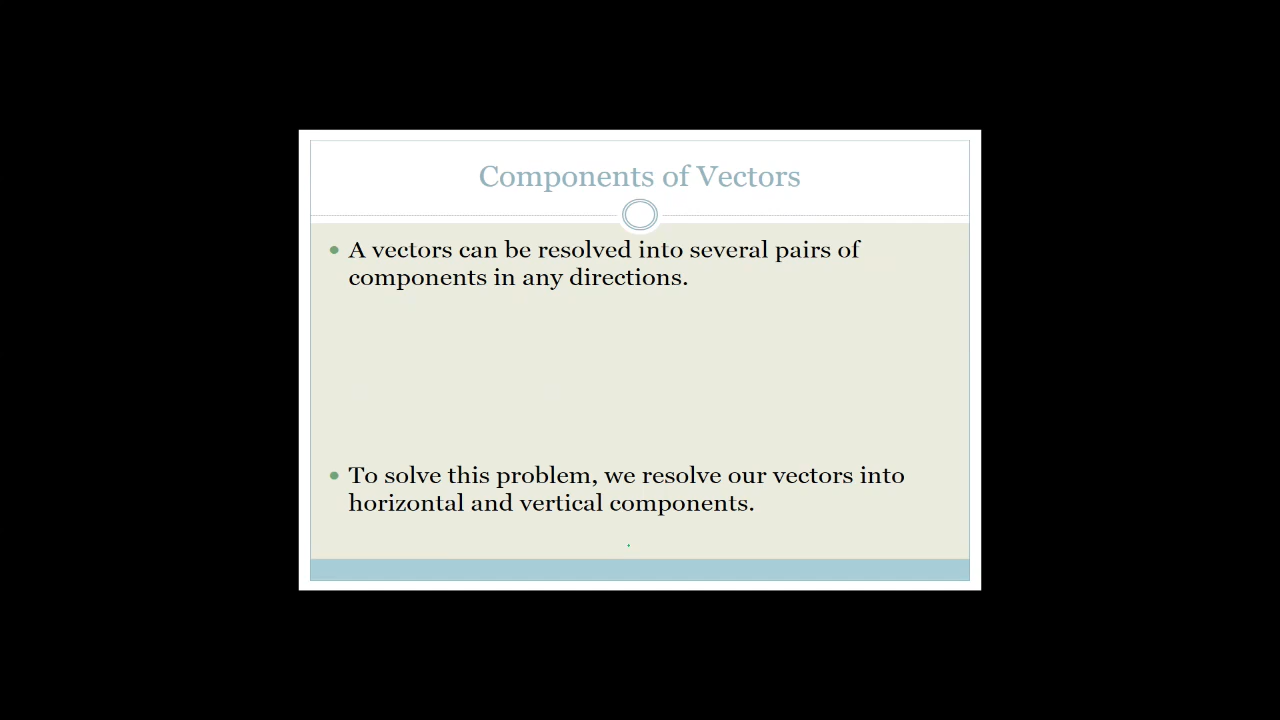 Components of Vectors
• A vectors can be resolved into several pairs of
components in any directions.
• To solve this problem, we resolve our vectors into
horizontal and vertical components.